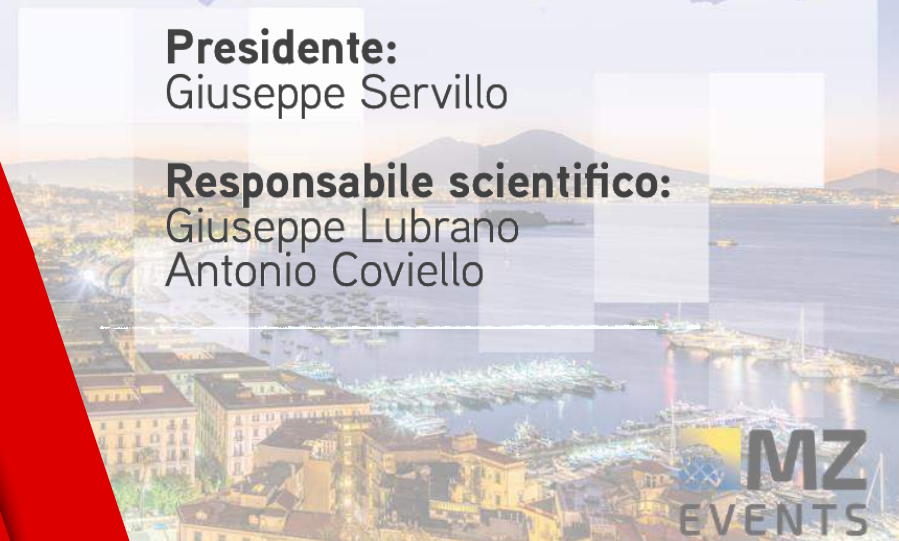 Presidente:
Giuseppe Servillo
Responsabile scientifico:
Giuseppe Lubrano
Antonio Coviello
MZ
EVENTS